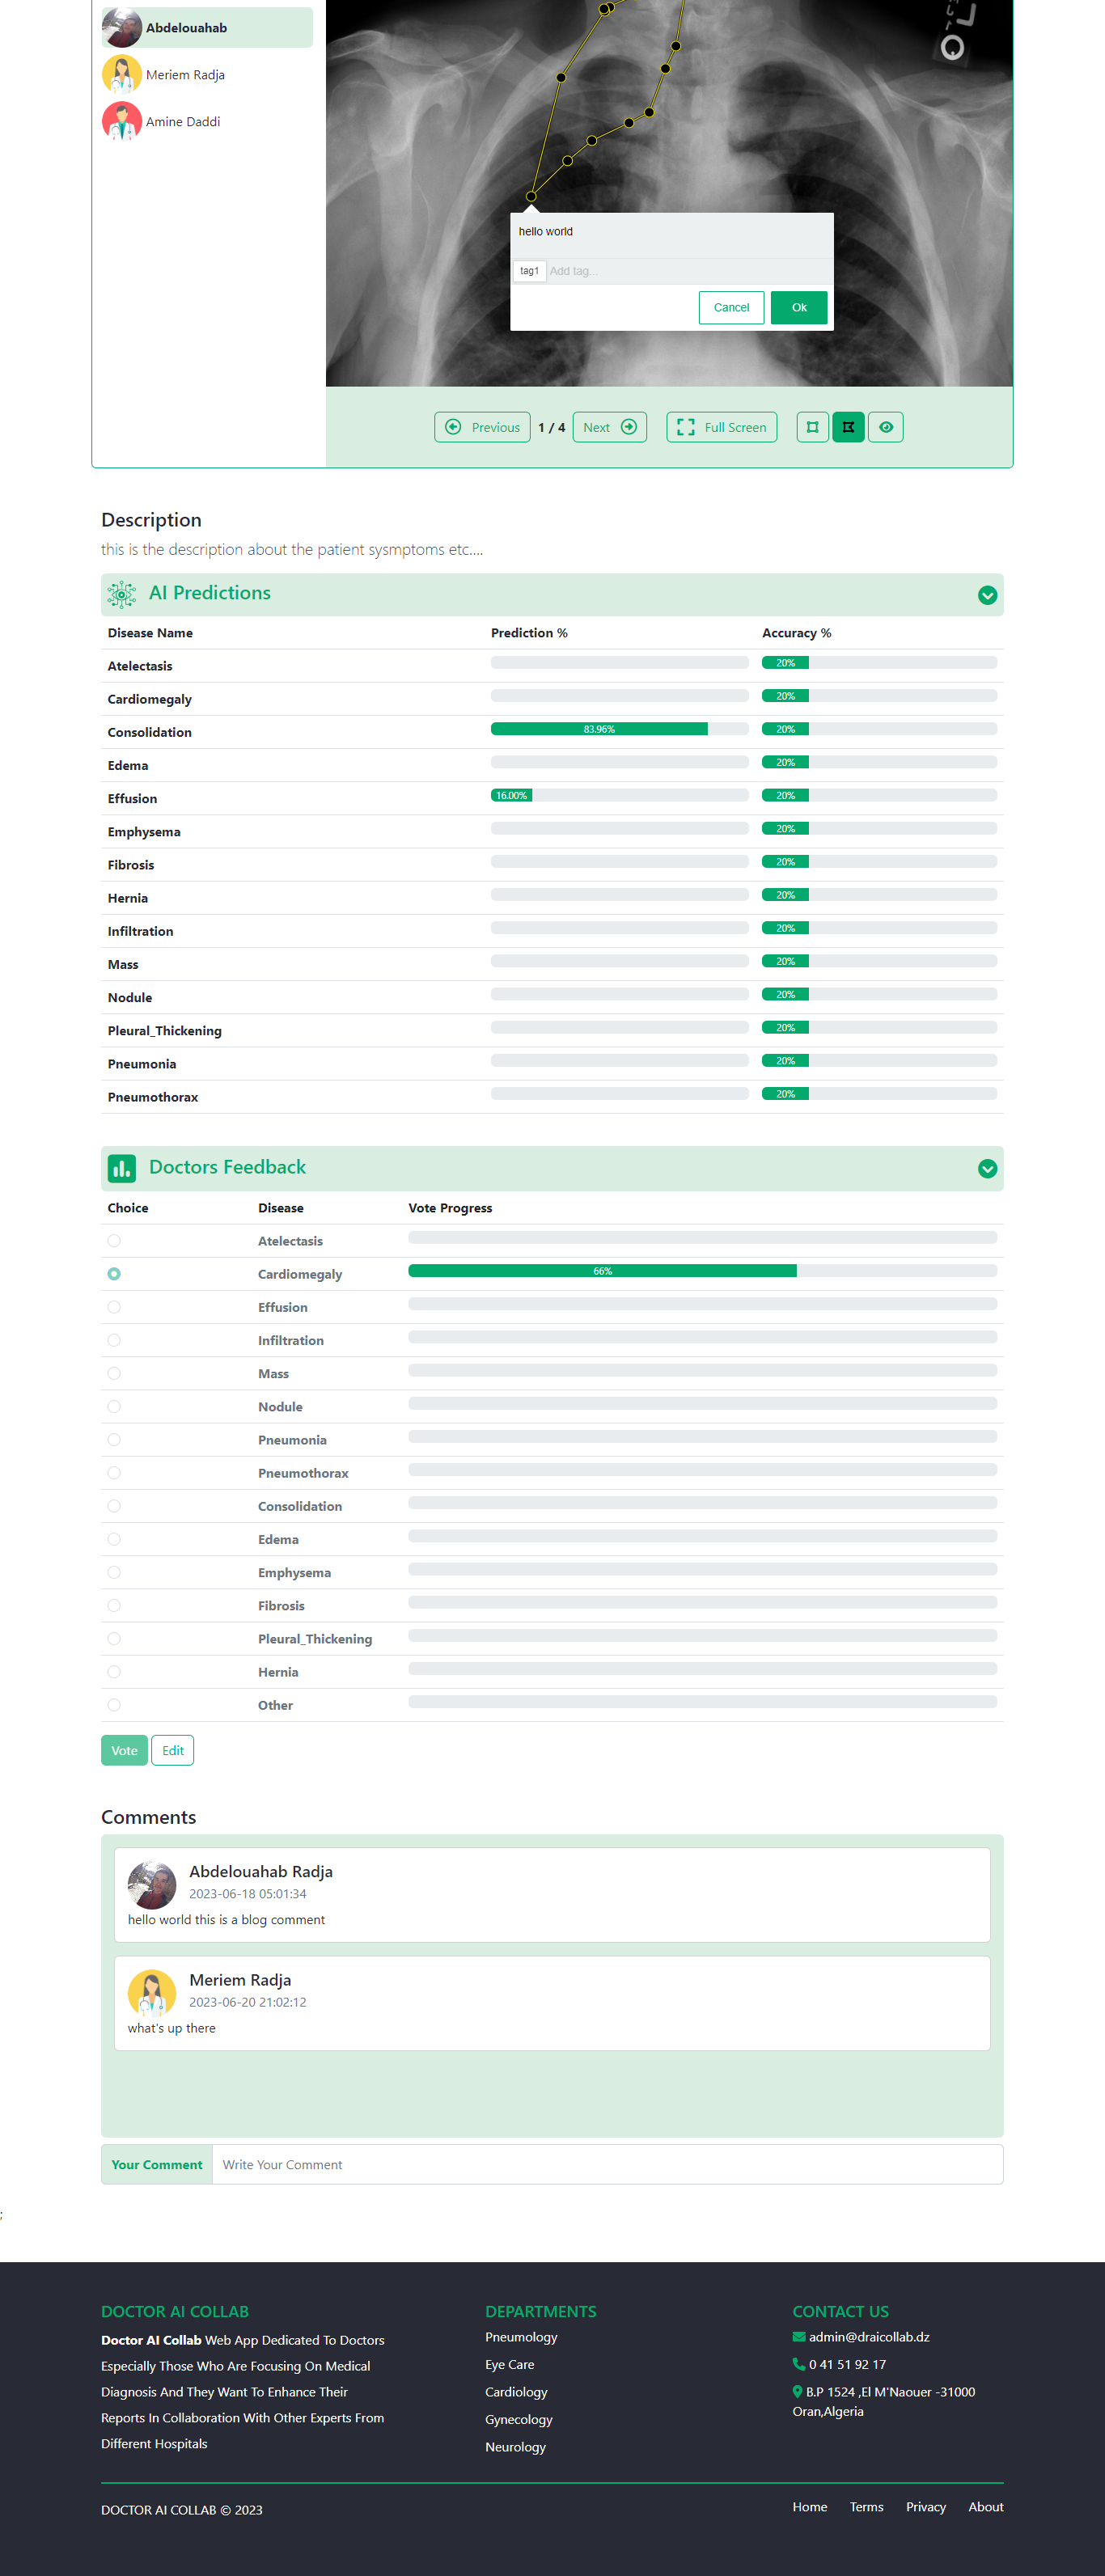 Abdelouahab
Meriem Radja
Amine Daddi
OL
hello world
tag1 Add tag...
Cancel Ok
Previous 1 / 4 Next Full Screen
Description
this is the description about the patient sysmptoms etc....
AI Predictions
Disease Name Prediction % Accuracy %
Atelectasis 20%
Cardiomegaly 20%
Consolidation 83.96% 20%
Edema 20%
Effusion 16.00% 20%
Emphysema 20%
Fibrosis 20%
Hernia 20%
Infiltration 20%
Mass 20%
Nodule 20%
Pleural_Thickening 20%
Pneumonia 20%
Pneumothorax 20%
Doctors Feedback
Choice Disease Vote Progress
Atelectasis
Cardiomegaly 66%
Effusion
Infiltration
Mass
Nodule
Pneumonia
Pneumothorax
Consolidation
Edema
Emphysema
Fibrosis
Pleural_Thickening
Hernia
Other
Vote Edit
Comments
Abdelouahab Radja
2023-06-18 05:01:34
hello world this is a blog comment
Meriem Radja
2023-06-20 21:02:12
what's up there
Your Comment Write Your Comment
;
DOCTOR AI COLLAB
Doctor AI Collab Web App Dedicated To Doctors
Especially Those Who Are Focusing On Medical
Diagnosis And They Want To Enhance Their
Reports In Collaboration With Other Experts From
Different Hospitals
DEPARTMENTS
Pneumology
Eye Care
Cardiology
Gynecology
Neurology
CONTACT US
admin@draicollab.dz
0 41 51 92 17
B.P 1524 ,El M'Naouer -31000
Oran,Algeria
DOCTOR AI COLLAB © 2023
Home Terms Privacy About